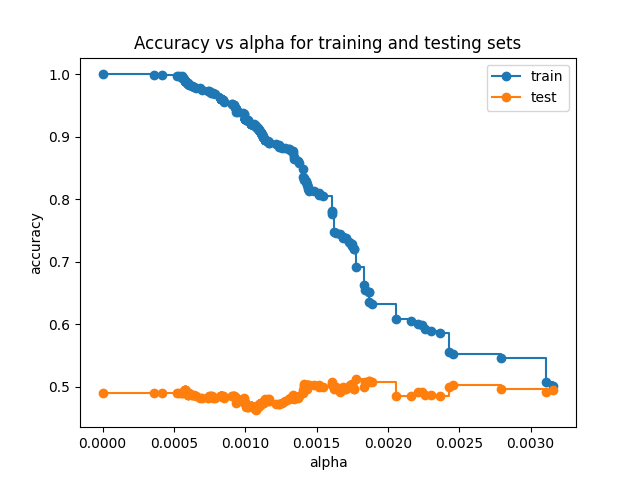 Accuracy vs alpha for training and testing sets
train
test
1.0
0.9
0.8
0.7
0.6
0.5
accuracy
0.0000
0.0005
0.0010
0.0015
0.0020
0.0025
0.0030
alpha